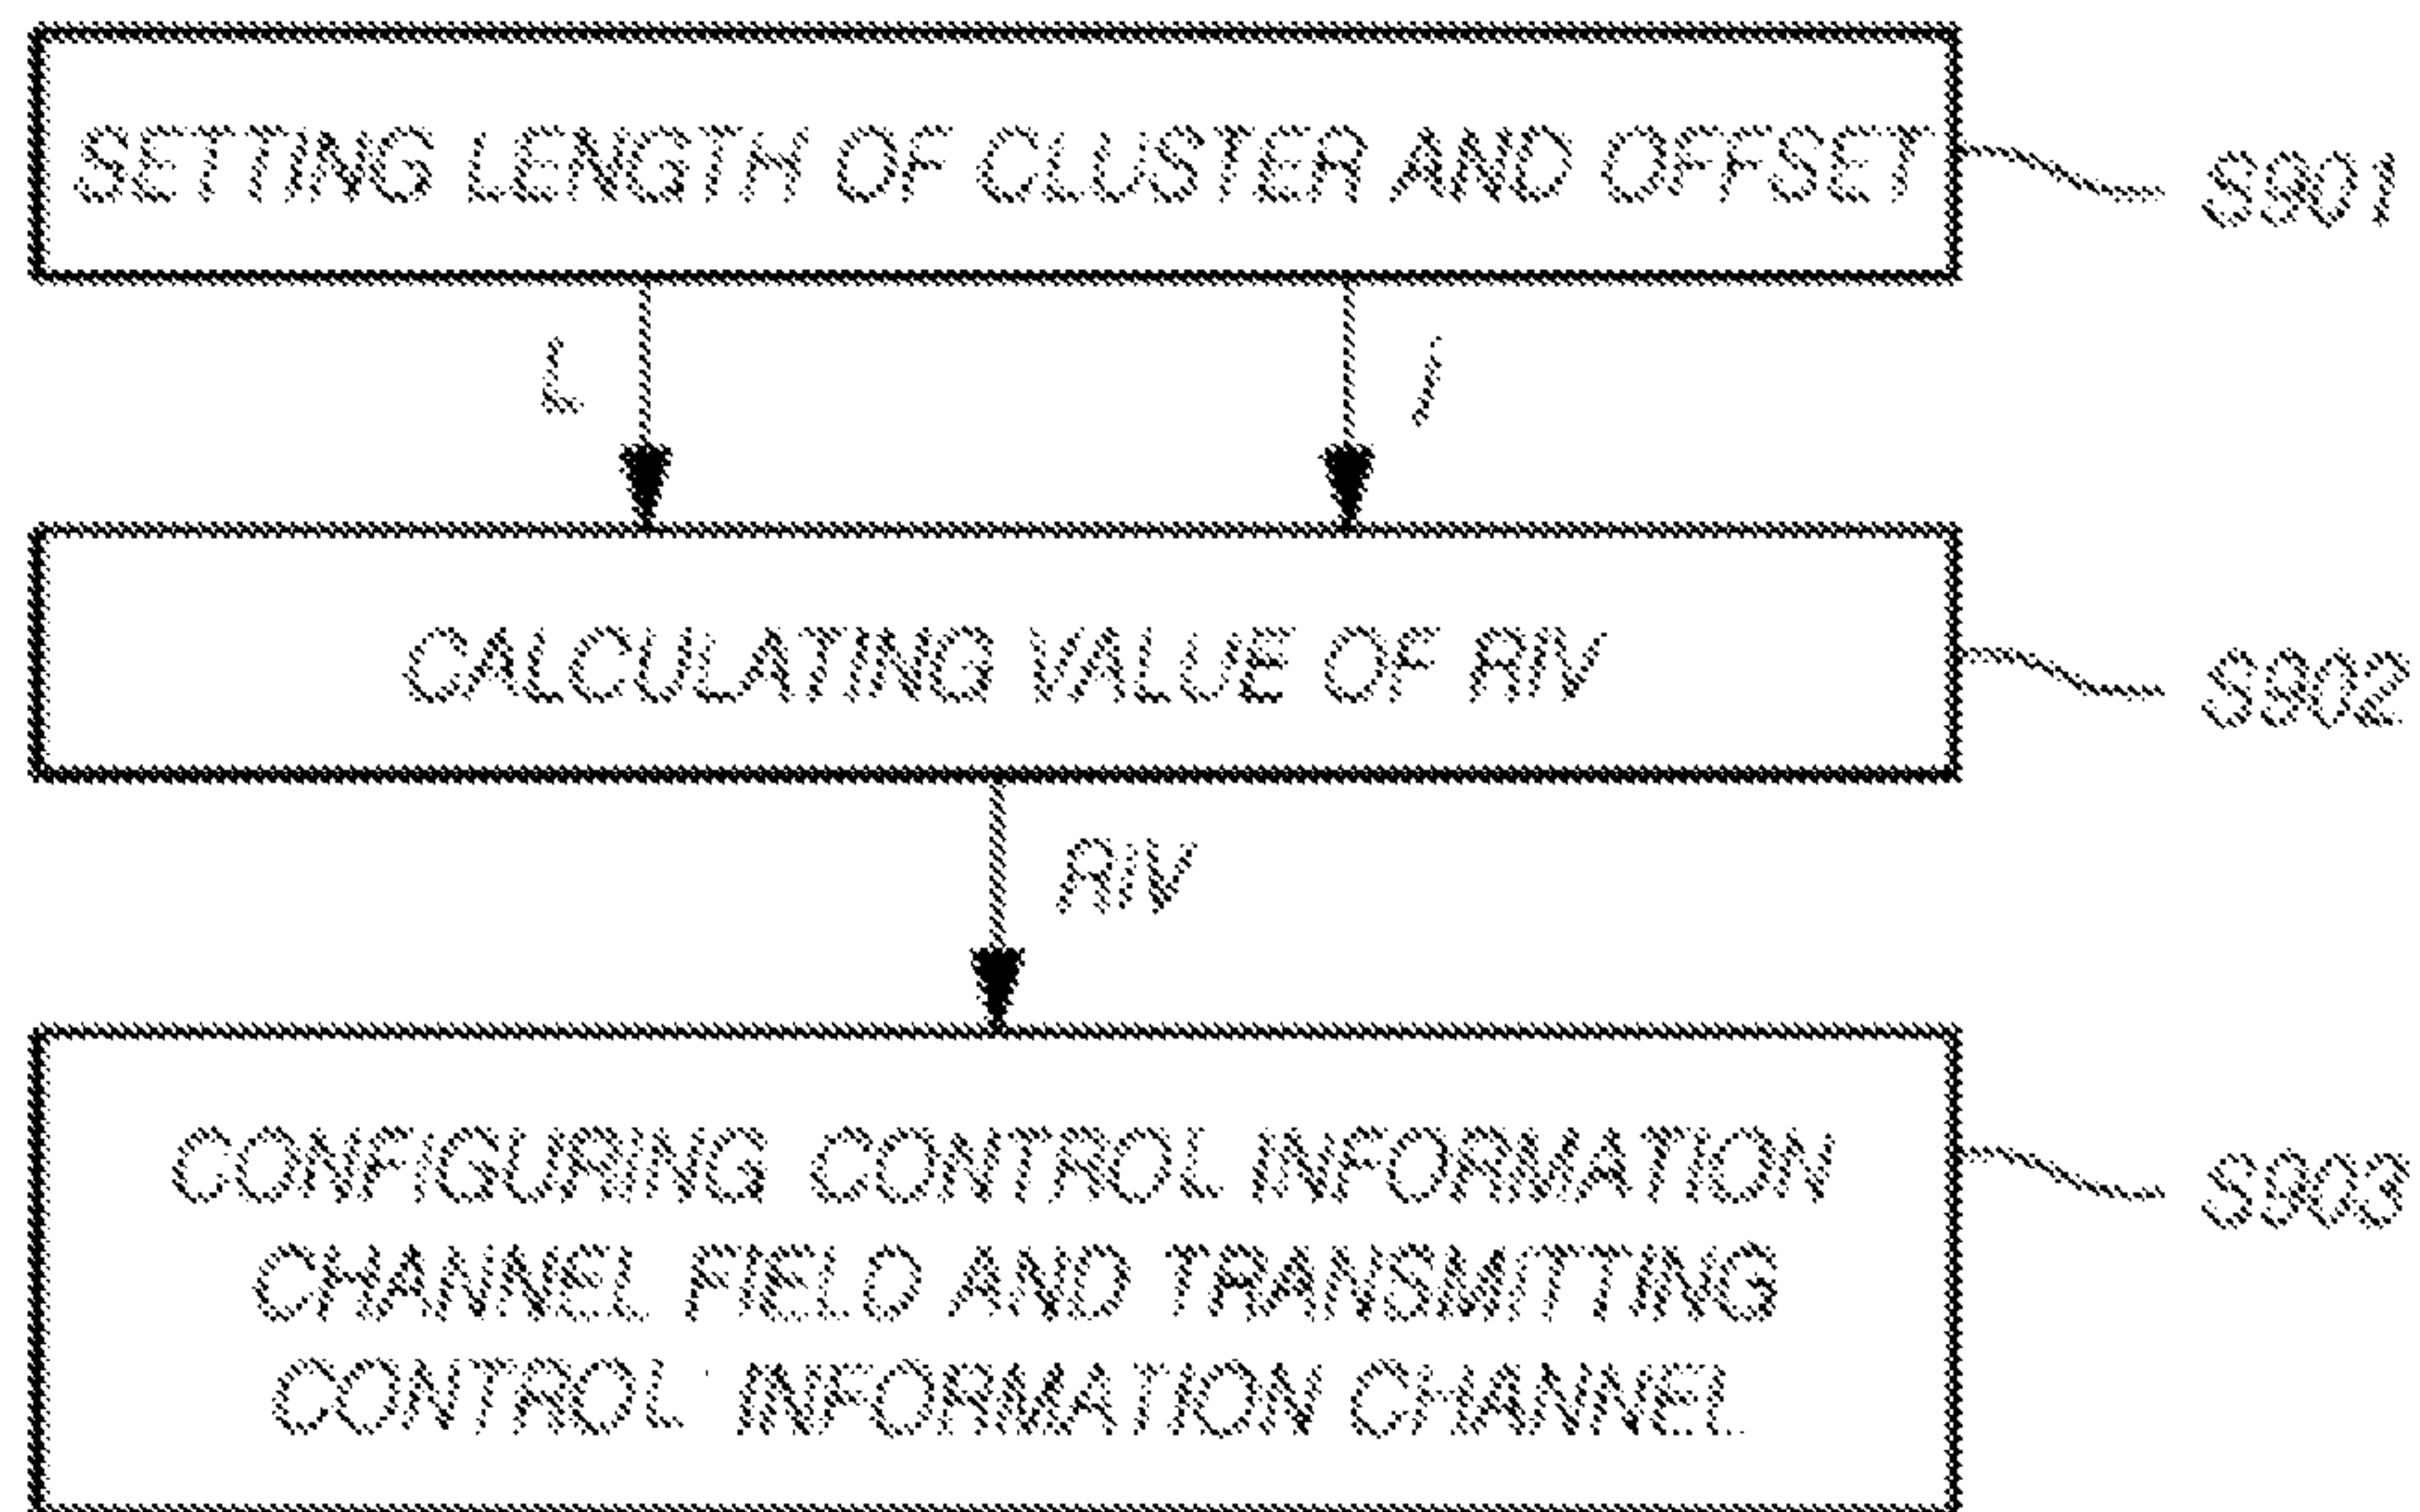 SETTING LENGTH OF CLUSTER AND OFFSET
S901
L
j
CALCULATING VALUE OF RIV
S902
RIV
CONFIGURING CONTROL INFORMATION
S903
CHANNEL FIELD AND TRANSMITTING
CONTROL INFORMATION CHANNEL